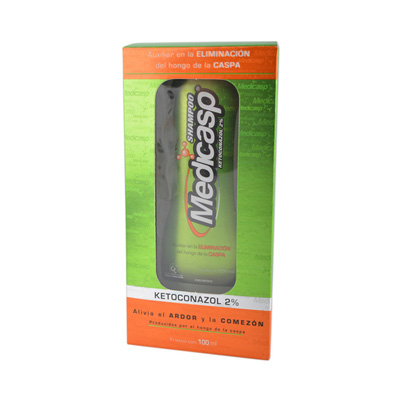 Auxiliar en la ELIMINACIÓN
del hongo de la CASPA
Medicasp
SHAMPOO
Medicasp®
KETOCONAZOL 2%
Auxiliar en la ELIMINACIÓN
del hongo de la CASPA
KETOCONAZOL 2%
Alivia el ARDOR y la COMEZÓN
Producidos por el hongo de la caspa
100 ml